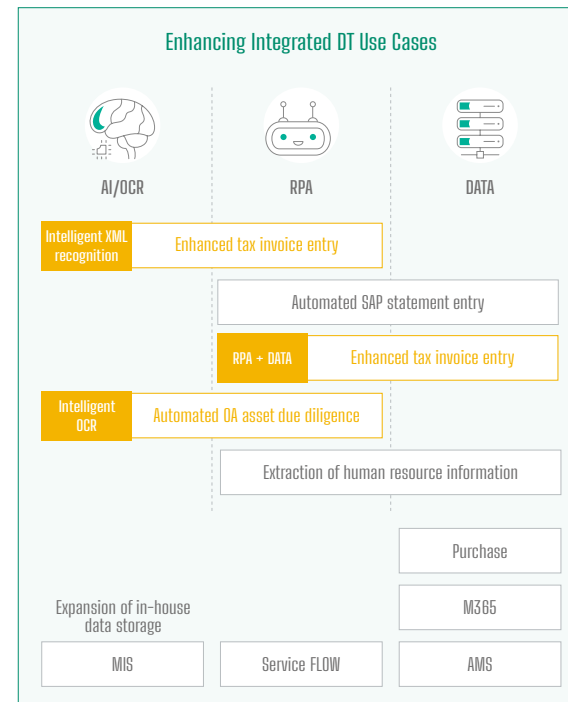 Enhancing Integrated DT Use Cases
AI/OCR
RPA
DATA
Intelligent XML
recognition
Enhanced tax invoice entry
Automated SAP statement entry
RPA + DATA
Enhanced tax invoice entry
Intelligent
OCR
Automated OA asset due diligence
Extraction of human resource information
Purchase
Expansion of in-house
data storage
M365
MIS
Service FLOW
AMS